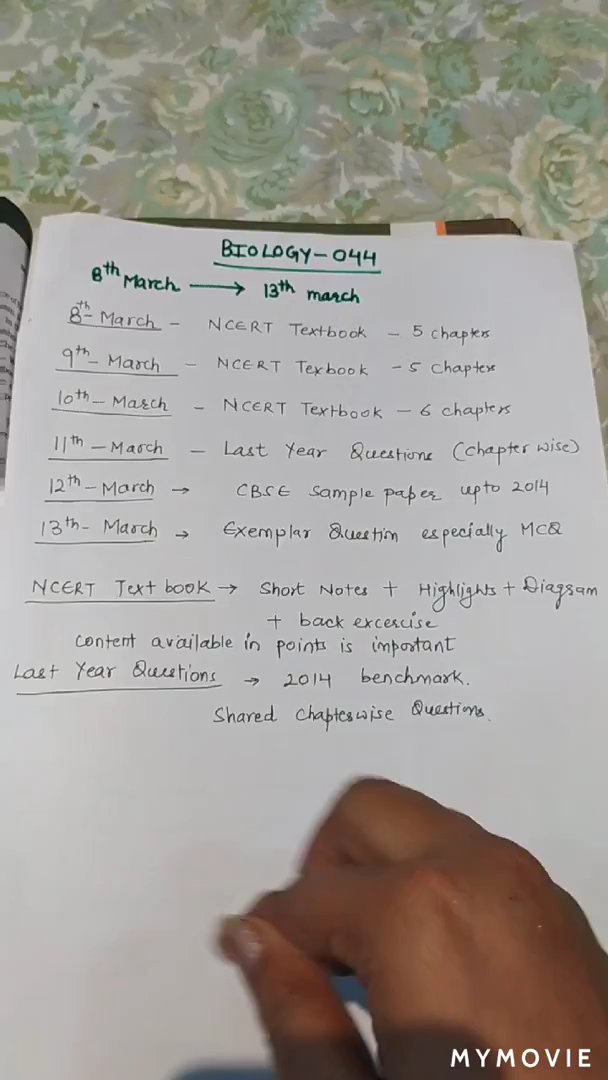 BIOLOGY-044
8th March → 13th march
8th- March - NCERT Textbook - 5 chapters
9th- March - NCERT Texbook - 5 Chapters
10th- March - NCERT Textbook - 6 chapters
11th - March - Last Year Questions (chapter wise)
12th - March → CBSE Sample paper upto 2014
13th- March → Exemplar Question especially MCQ
NCERT Text book → Short Notes + Highlights + Diagram
+ back excercise
content available in points is important
Last Year Questions → 2014 benchmark.
Shared Chapterwise Questions.
MYMOVIE